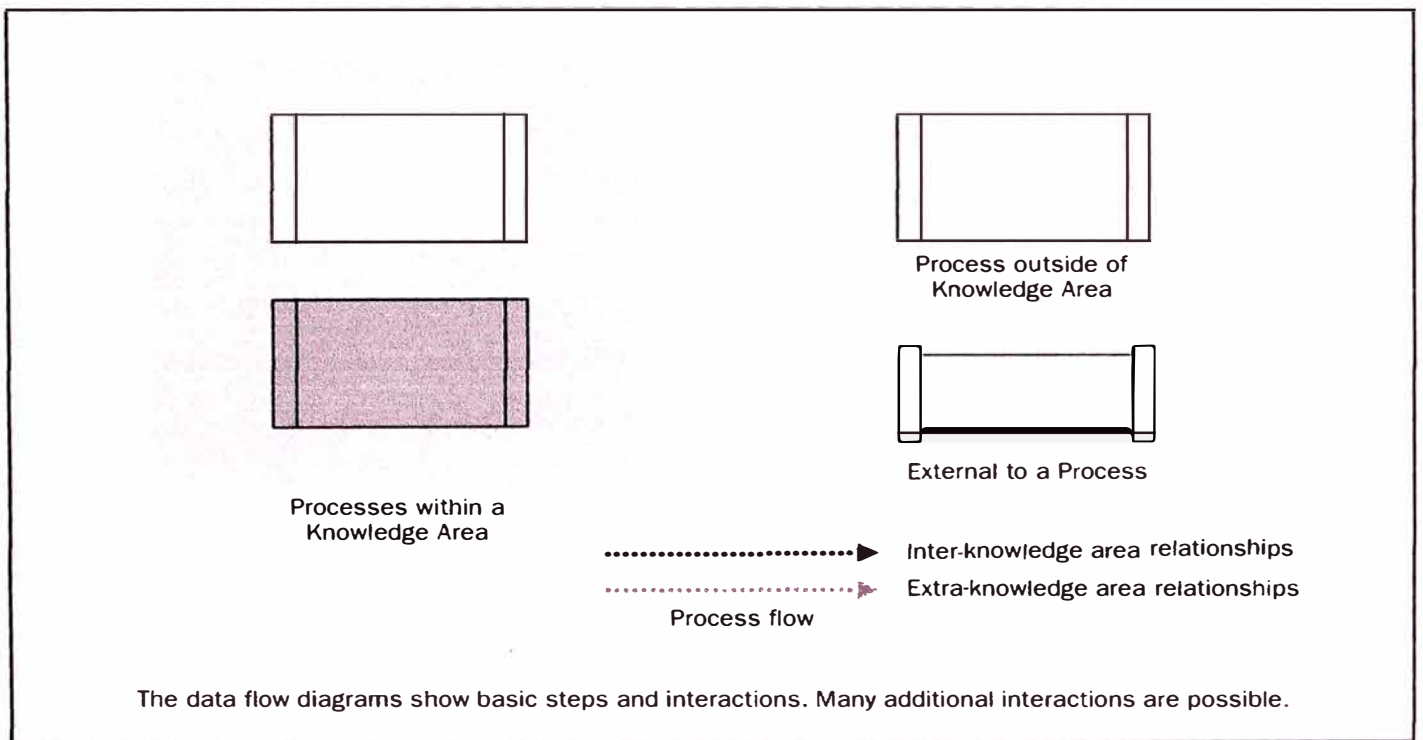 Process outside of
Knowledge Area
External to a Process
Processes within a
Knowledge Area
Inter-knowledge area relationships
Extra-knowledge area relationships
Process flow
The data flow diagrams show basic steps and interactions. Many additional interactions are possible.